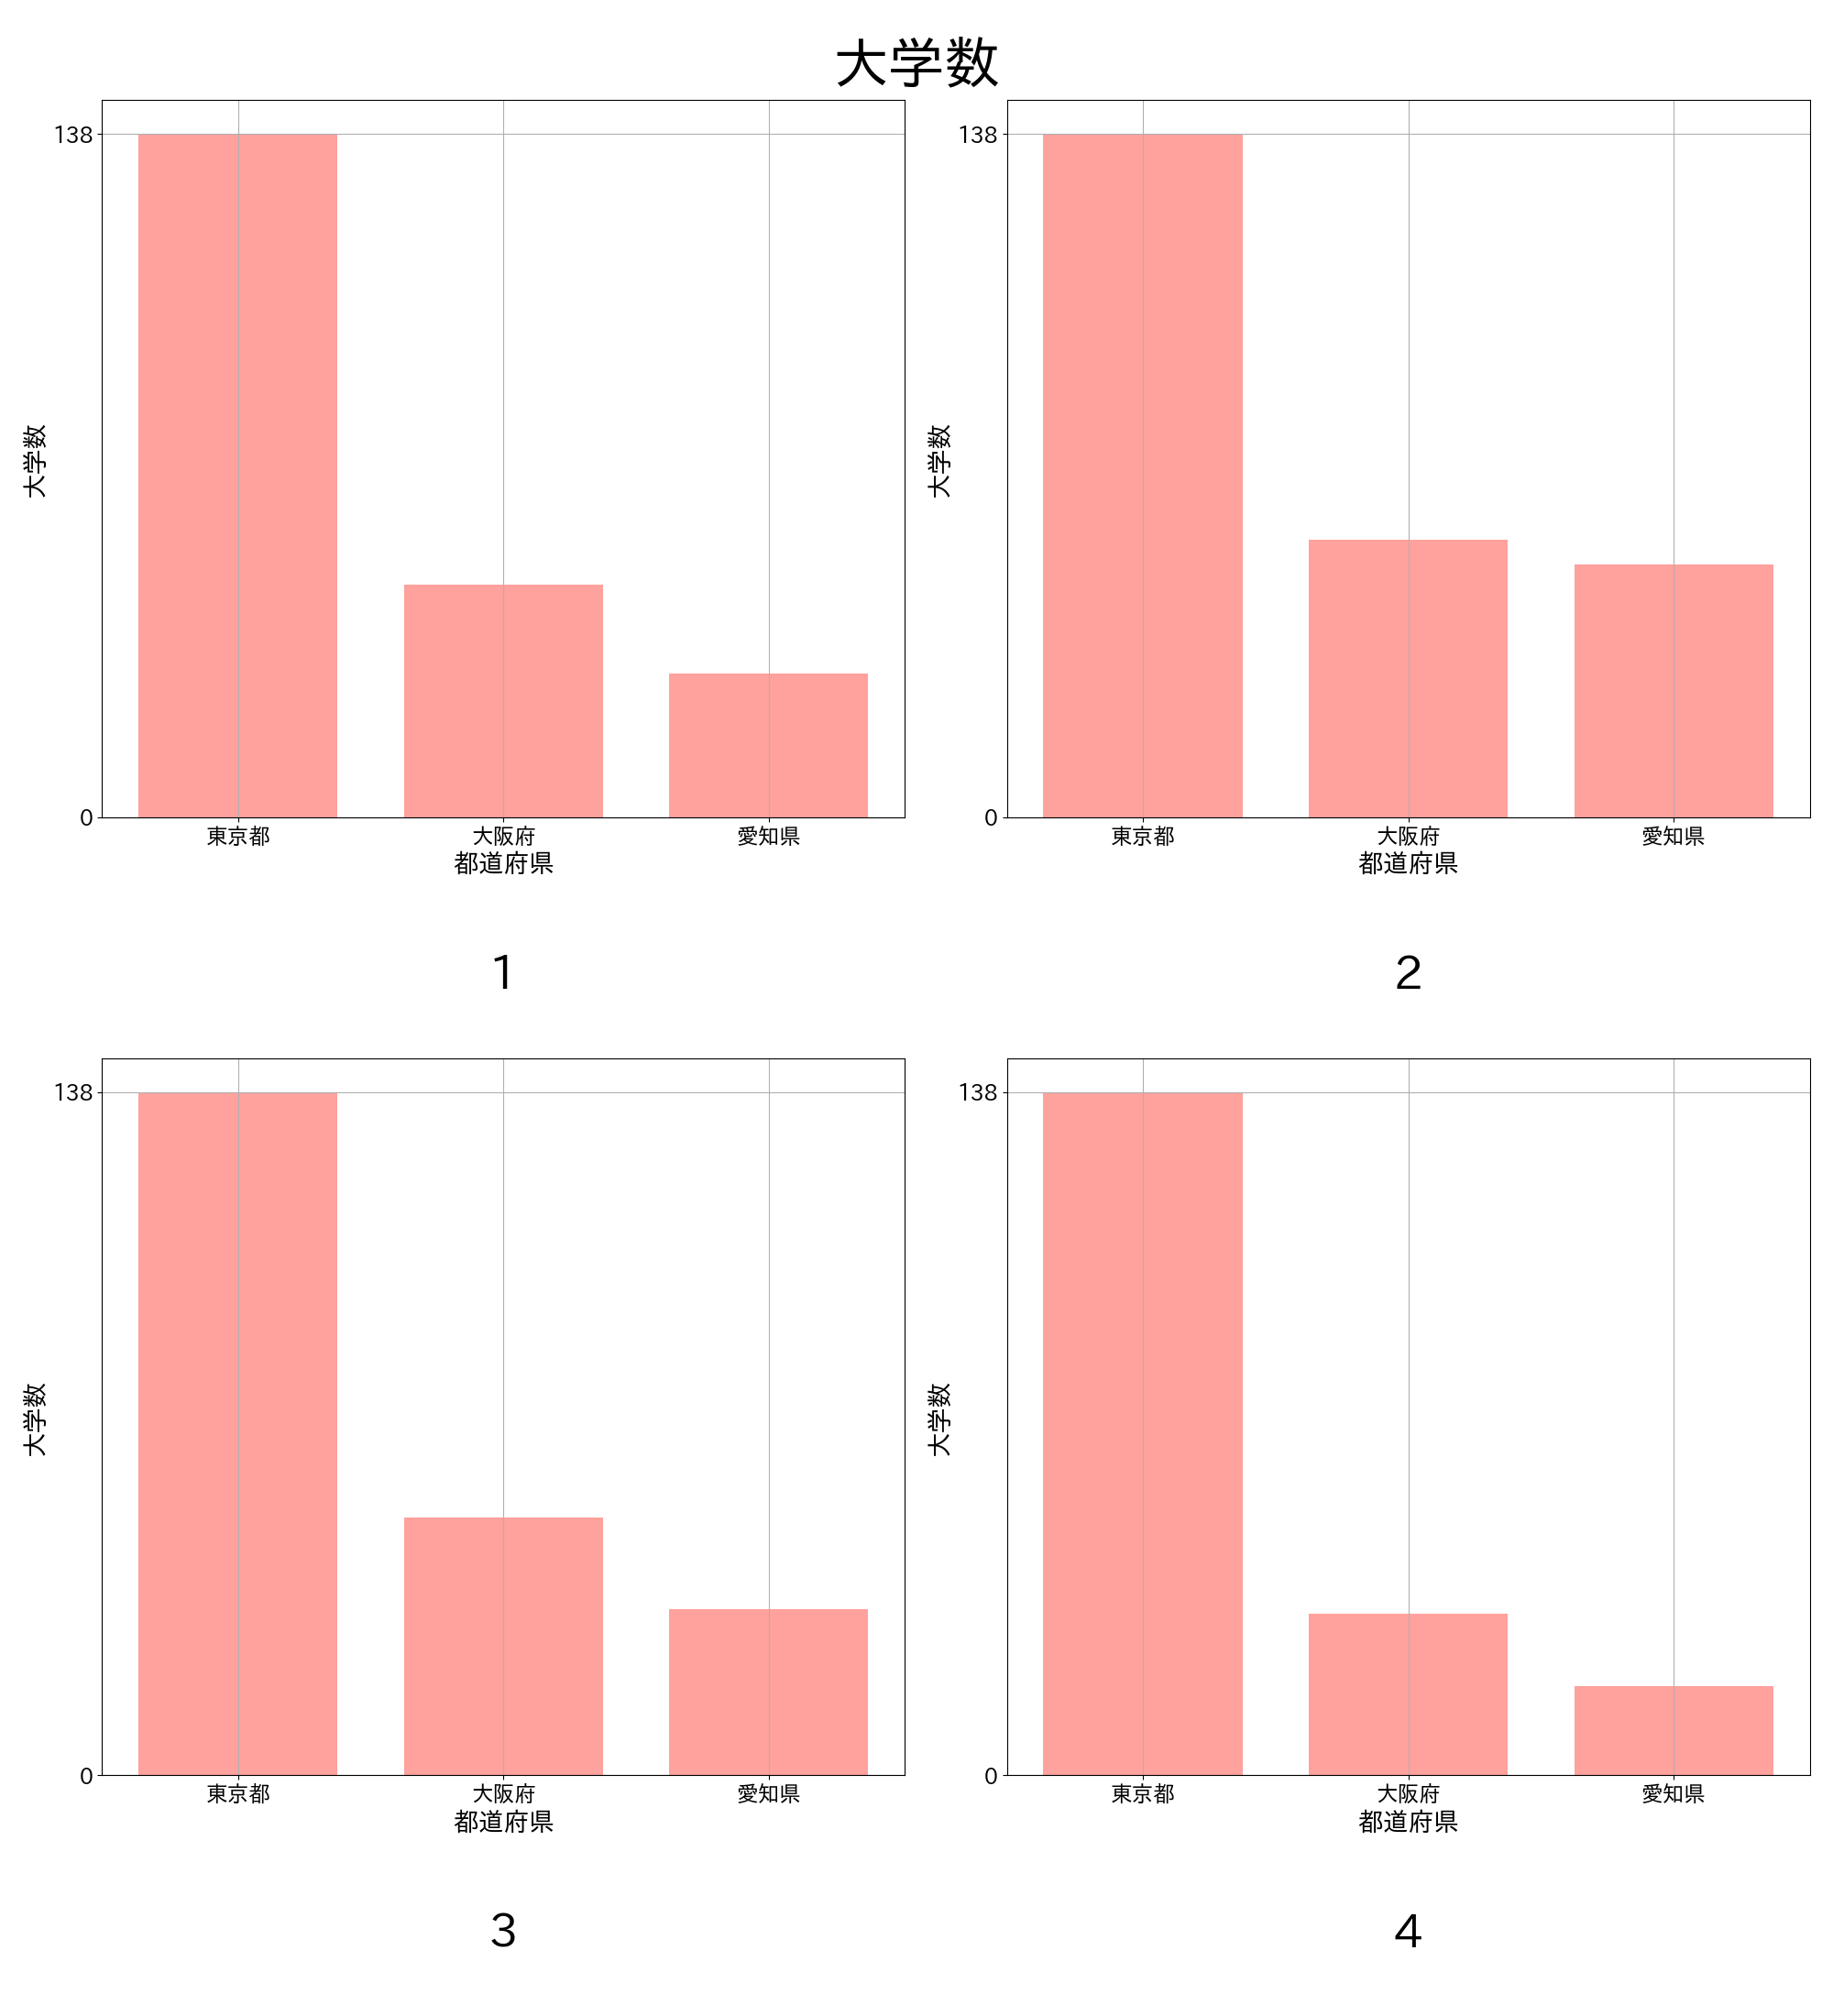 大学数
138
0
大学数
東京都 大阪府 愛知県
都道府県
1
138
0
大学数
東京都 大阪府 愛知県
都道府県
2
138
0
大学数
東京都 大阪府 愛知県
都道府県
3
138
0
大学数
東京都 大阪府 愛知県
都道府県
4